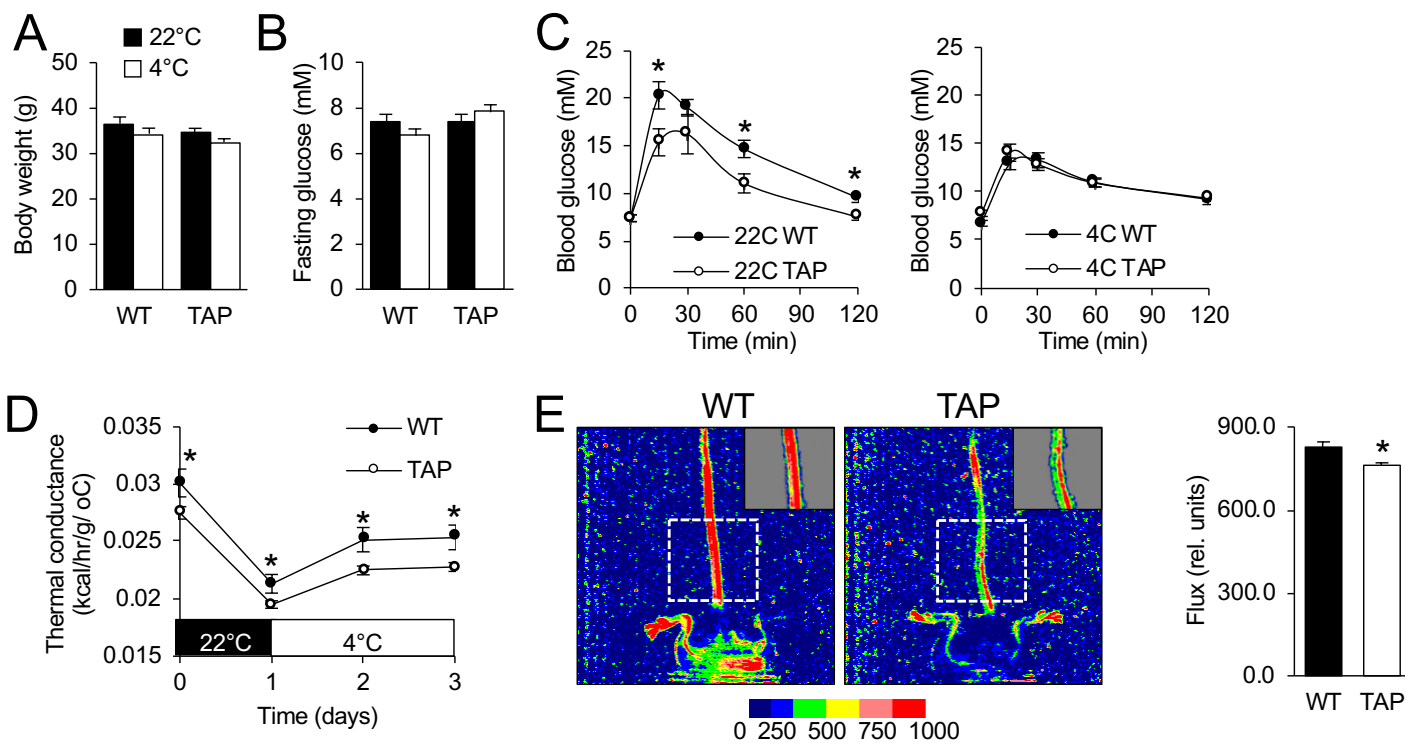 A
22°C
4°C
Body weight (g)
50
40
30
20
10
0
WT TAP
B
Fasting glucose (mM)
10
8
6
4
2
0
WT TAP
C
Blood glucose (mM)
25
20
15
10
5
0
*
*
*
22C WT
22C TAP
0 30 60 90 120
Time (min)
Blood glucose (mM)
25
20
15
10
5
0
4C WT
4C TAP
0 30 60 90 120
Time (min)
D
Thermal conductance
(kcal/hr/g/ oC)
0.035
0.03
0.025
0.02
0.015
WT
TAP
*
*
*
*
22°C 4°C
0 1 2 3
Time (days)
E
WT TAP
0 250 500 750 1000
Flux (rel. units)
900.0
600.0
300.0
0.0
*
WT TAP